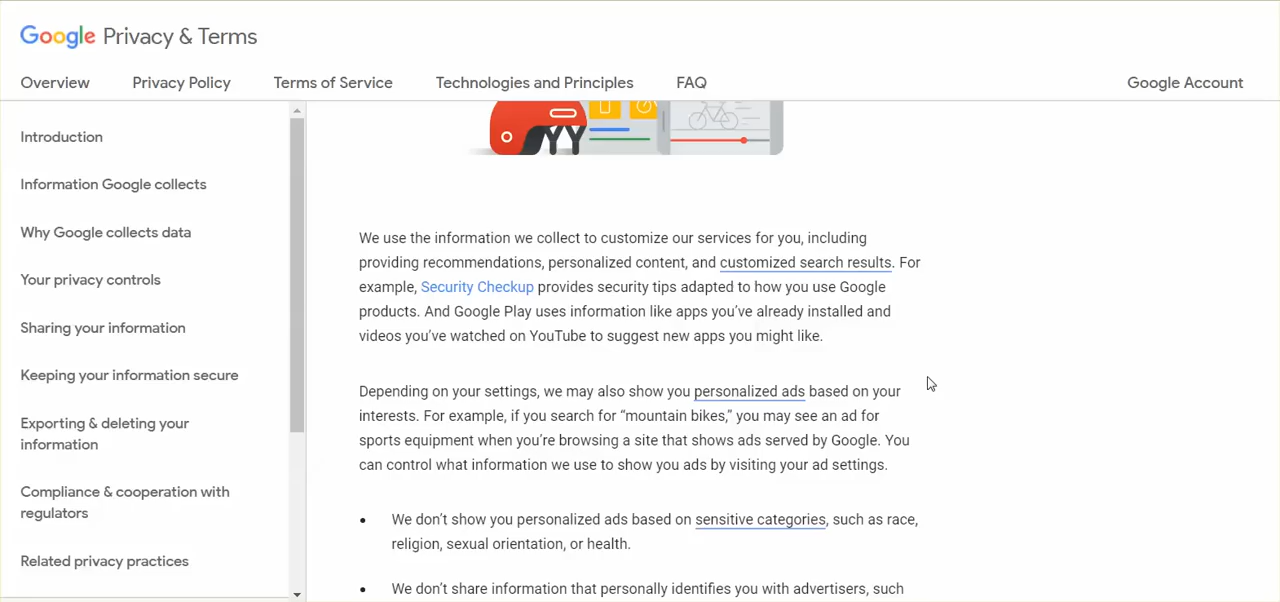 Google Privacy & Terms
Overview Privacy Policy Terms of Service Technologies and Principles FAQ Google Account
Introduction
Information Google collects
Why Google collects data
Your privacy controls
Sharing your information
Keeping your information secure
Exporting & deleting your
information
Compliance & cooperation with
regulators
Related privacy practices
We use the information we collect to customize our services for you, including
providing recommendations, personalized content, and customized search results. For
example, Security Checkup provides security tips adapted to how you use Google
products. And Google Play uses information like apps you’ve already installed and
videos you’ve watched on YouTube to suggest new apps you might like.
Depending on your settings, we may also show you personalized ads based on your
interests. For example, if you search for “mountain bikes,” you may see an ad for
sports equipment when you’re browsing a site that shows ads served by Google. You
can control what information we use to show you ads by visiting your ad settings.
• We don’t show you personalized ads based on sensitive categories, such as race,
religion, sexual orientation, or health.
• We don’t share information that personally identifies you with advertisers, such